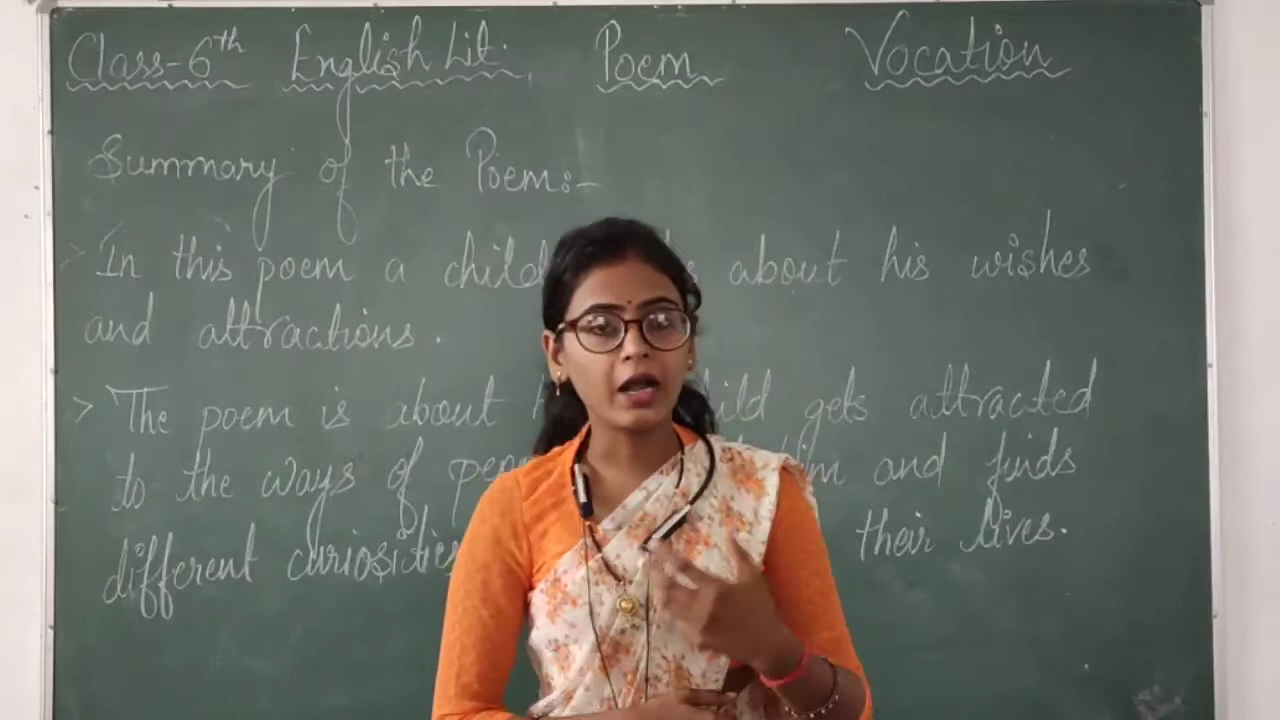 Class-6th English Lit. Poem Vocation
Summary of the Poem:-
> In this poem a child about his wishes
and attractions.
> The poem is about child gets attracted
to the ways of and finds
different curiosities their lives.